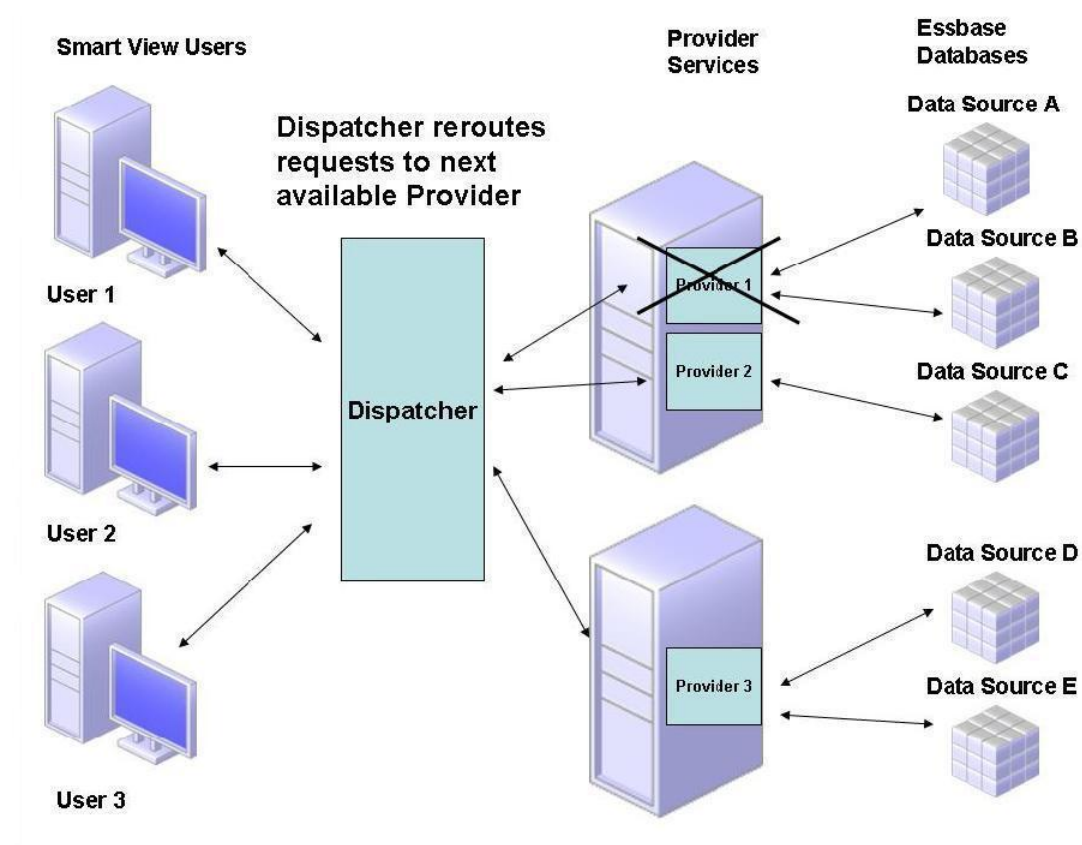 Smart View Users
Provider
Services
Essbase
Databases
Data Source A
Dispatcher reroutes
requests to next
available Provider
Data Source B
User 1
Provider 1
Provider 2
Data Source C
Dispatcher
User 2
Data Source D
Provider 3
Data Source E
User 3